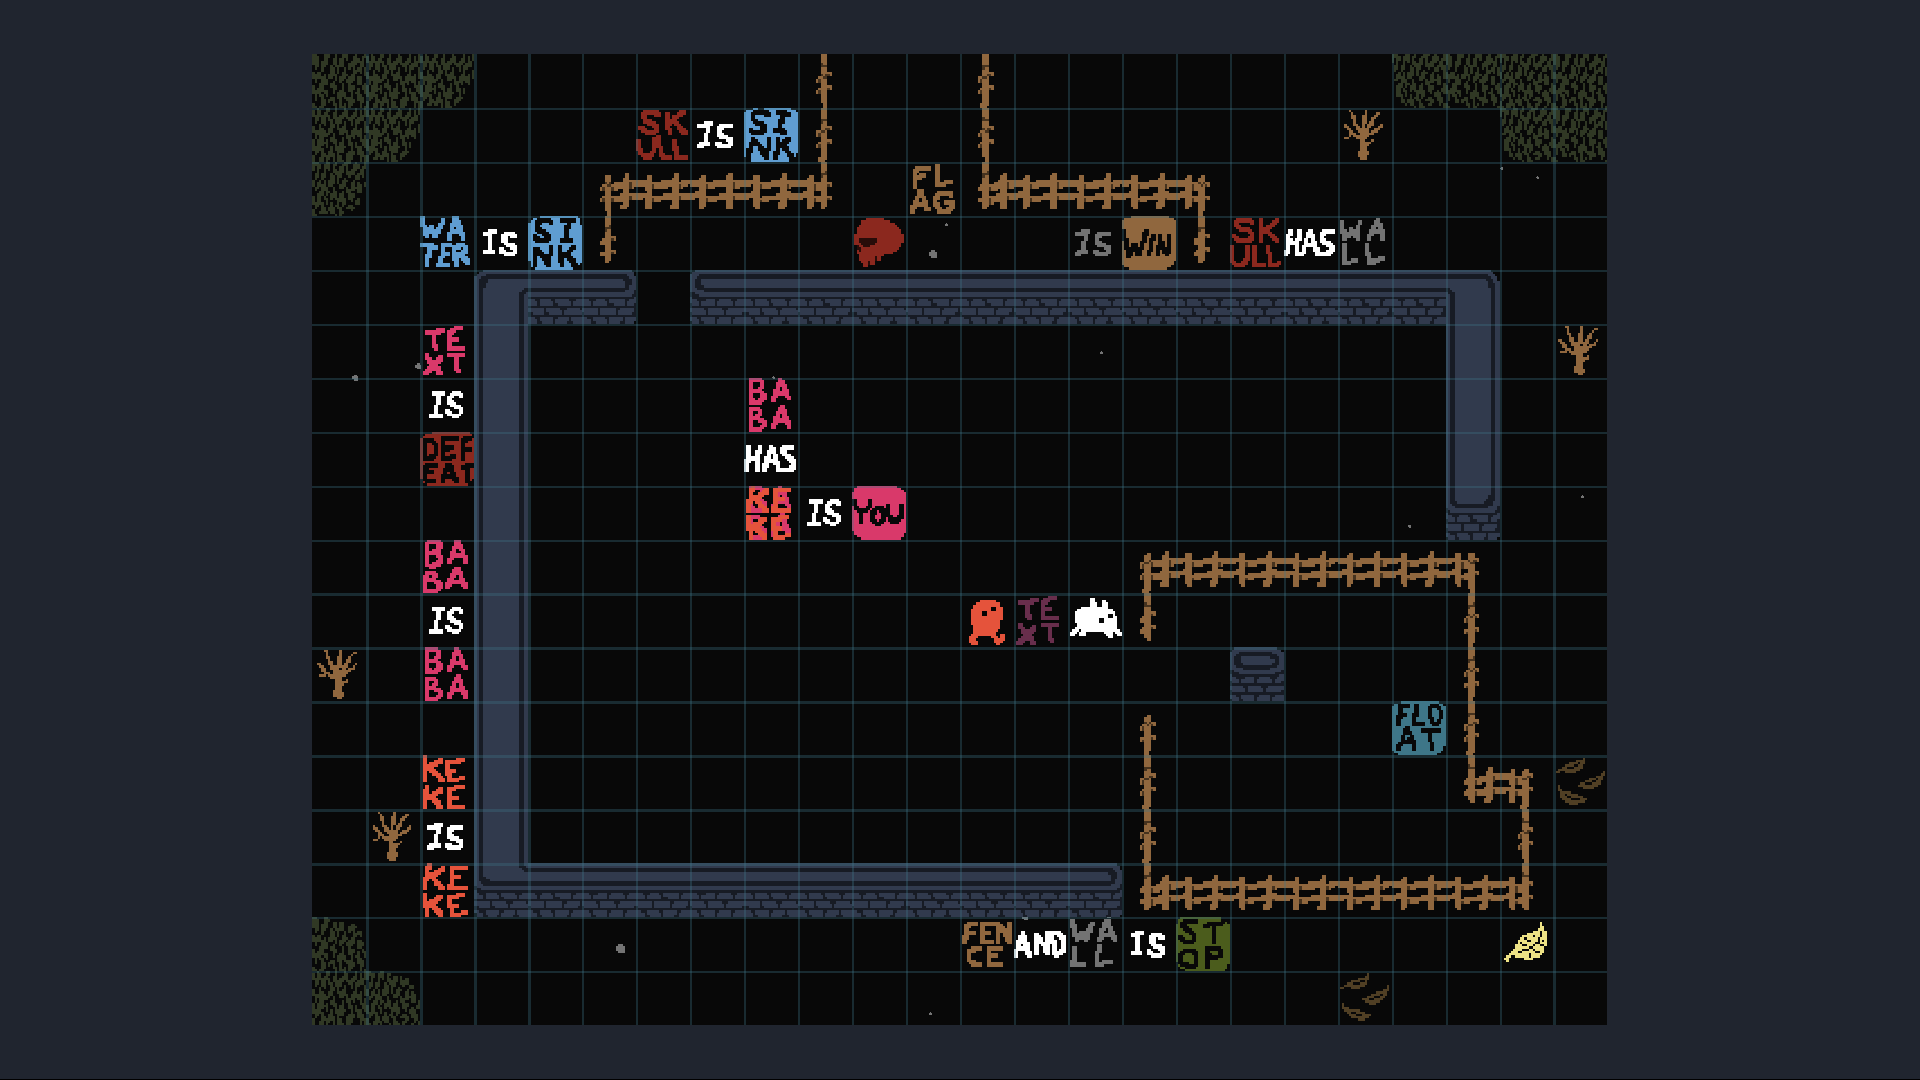 SKULL IS SINK
FLAG
WATER IS SINK
IS WIN
SKULL HAS WALL
TEXT
IS
DEFEAT
BABA
HAS
IS YOU
BABA
IS
BABA
TEXT
FLOAT
KEKE
IS
KEKE
FENCE AND WALL IS STOP